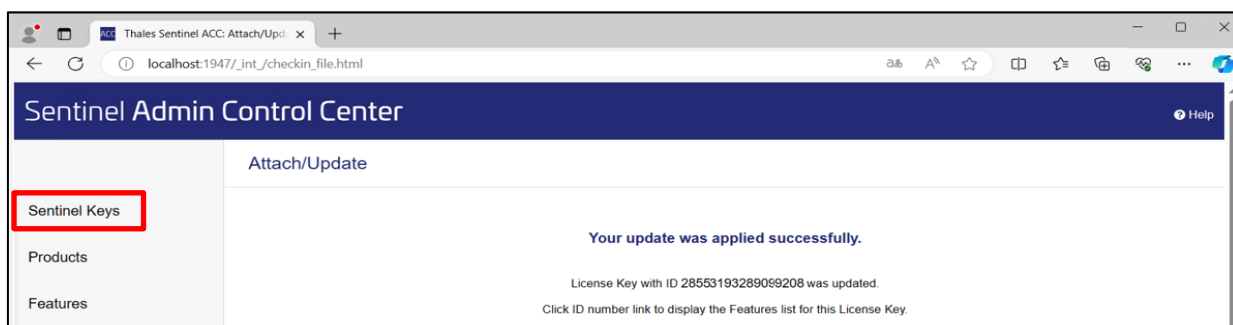 ACC Thales Sentinel ACC: Attach/Upd
localhost:1947/_int_/checkin_file.html
Sentinel Admin Control Center
Help
Attach/Update
Sentinel Keys
Your update was applied successfully.
Products
License Key with ID 28553193289099208 was updated.
Features
Click ID number link to display the Features list for this License Key.